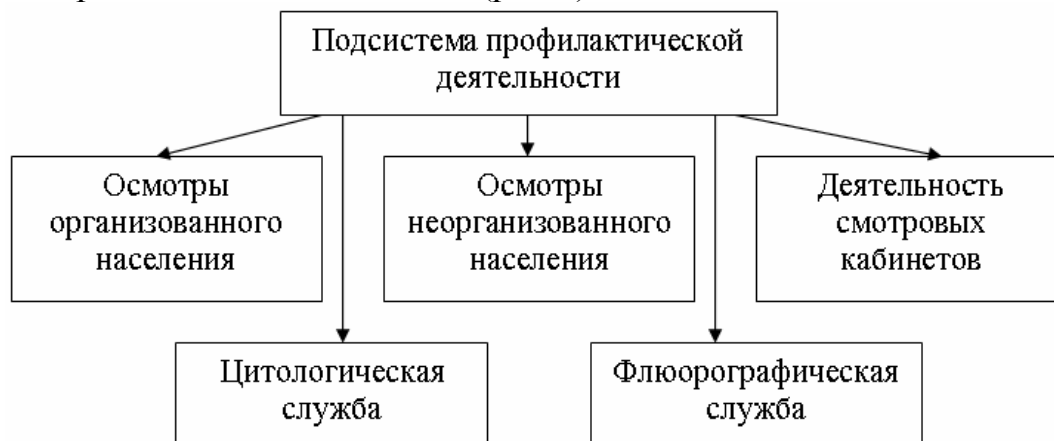 Подсистема профилактической
деятельности
Осмотры
организованного
населения
Осмотры
неорганизованного
населения
Деятельность
смотровых
кабинетов
Цитологическая
служба
Флюорографическая
служба